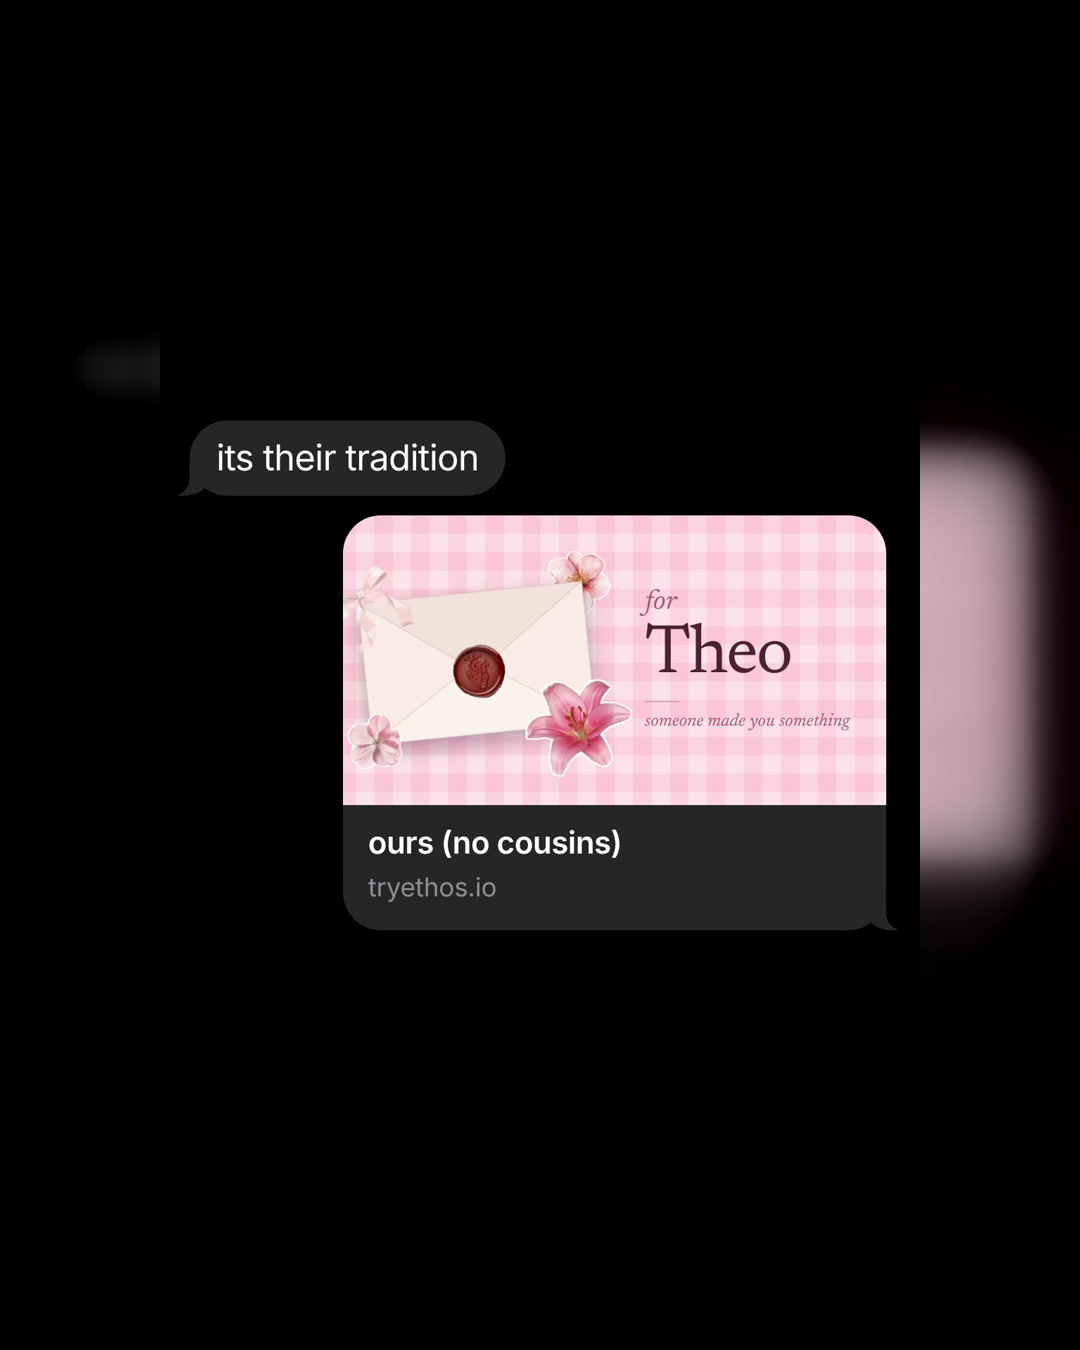 its their tradition
for
Theo
someone made you something
ours (no cousins)
tryethos.io